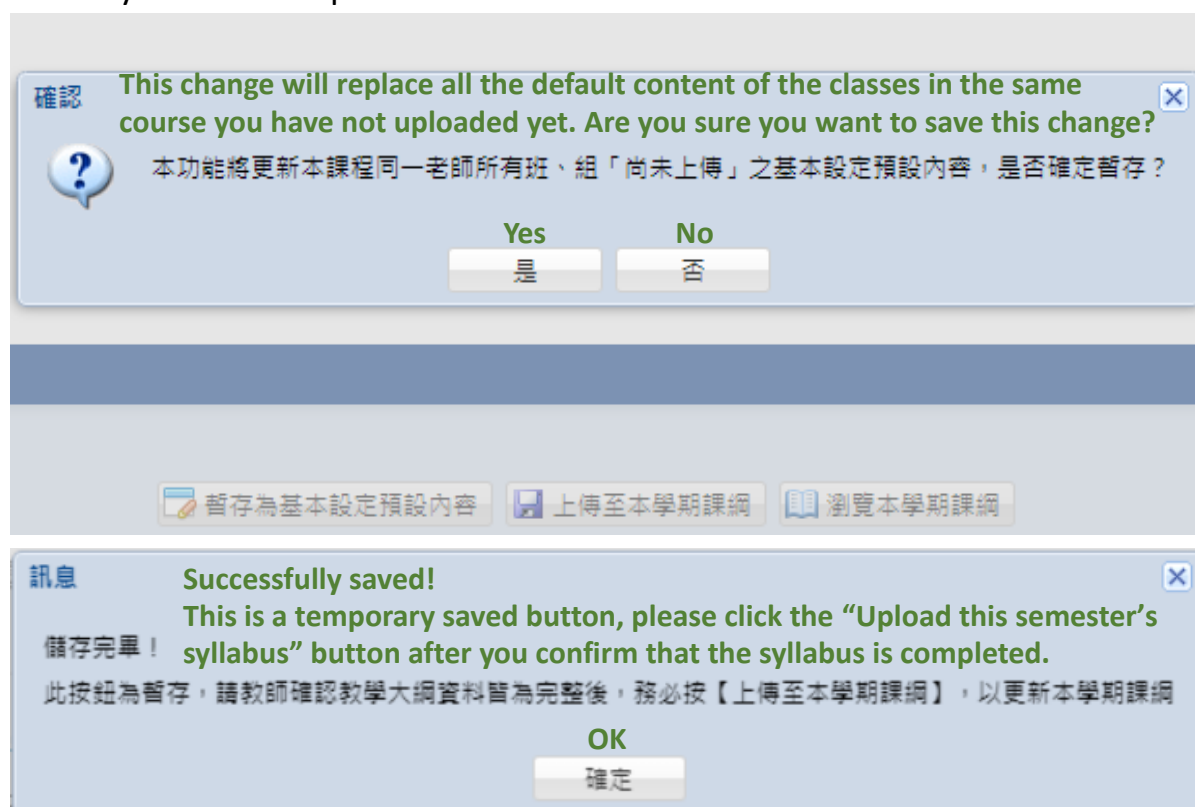 確認
This change will replace all the default content of the classes in the same
course you have not uploaded yet. Are you sure you want to save this change?
本功能將更新本課程同一老師所有班、組「尚未上傳」之基本設定預設內容，是否確定暫存？
Yes No
是 否
暫存為基本設定預設內容 上傳至本學期課綱 瀏覽本學期課綱
訊息
Successfully saved!
This is a temporary saved button, please click the “Upload this semester’s
syllabus” button after you confirm that the syllabus is completed.
儲存完畢！
此按鈕為暫存，請教師確認教學大綱資料皆為完整後，務必按【上傳至本學期課綱】，以更新本學期課綱
OK
確定